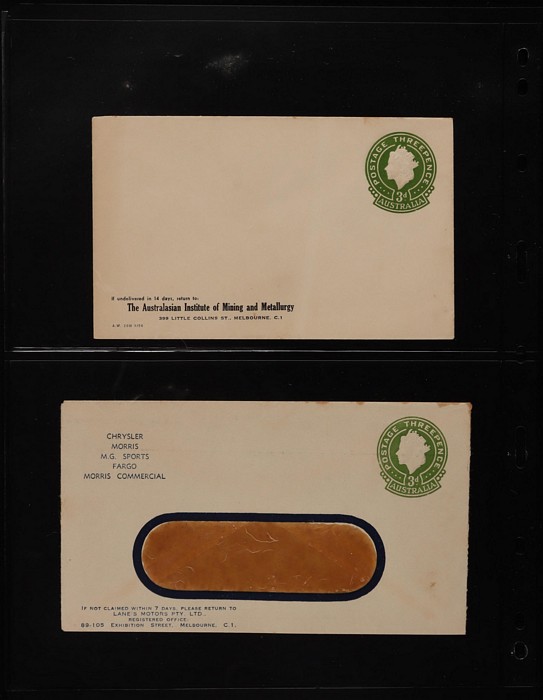 POSTAGE THREEPENCE
3d
AUSTRALIA
If undelivered in 14 days, return to:
The Australasian Institute of Mining and Metallurgy
LITTLE COLLINS ST., MELBOURNE, C.1
CHRYSLER
MORRIS
M.G. SPORTS
FARGO
MORRIS COMMERCIAL
POSTAGE THREEPENCE
3d
AUSTRALIA
IF NOT CLAIMED WITHIN 7 DAYS, PLEASE RETURN TO
LANE'S MOTORS PTY. LTD.,
REGISTERED OFFICE:
89-105 EXHIBITION STREET, MELBOURNE, C.1.